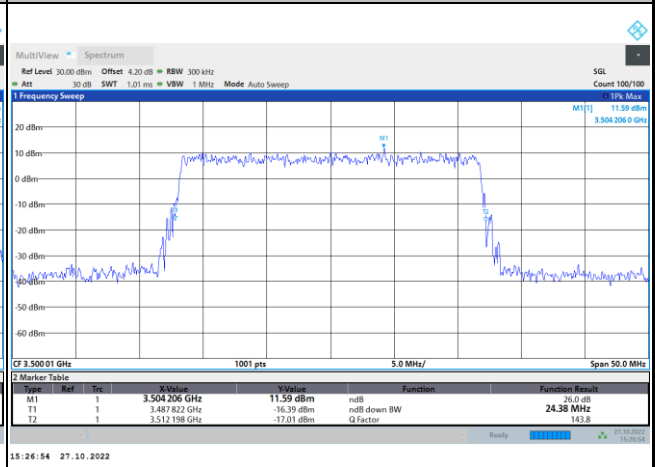 MultiView Spectrum
Ref Level 30.00 dBm Offset 4.20 dB RBW 300 kHz SGL
Att 30 dB SWT 1.01 ms VBW 1 MHz Mode Auto Sweep Count 100/100
1 Frequency Sweep 1Pk Max
M1[1] 11.59 dBm
3.504 206 0 GHz
M1
20 dBm
10 dBm
0 dBm
-10 dBm
T2
-20 dBm
-30 dBm
-40 dBm
-50 dBm
-60 dBm
CF 3.500 01 GHz 1001 pts 5.0 MHz/ Span 50.0 MHz
2 Marker Table
Type Ref Trc X-Value Y-Value Function Function Result
M1 1 3.504 206 GHz 11.59 dBm ndB 26.0 dB
T1 1 3.487 822 GHz -16.39 dBm ndB down BW 24.38 MHz
T2 1 3.512 198 GHz -17.01 dBm Q Factor 143.8
Ready 27.10.2022
15:26:54
15:26:54 27.10.2022